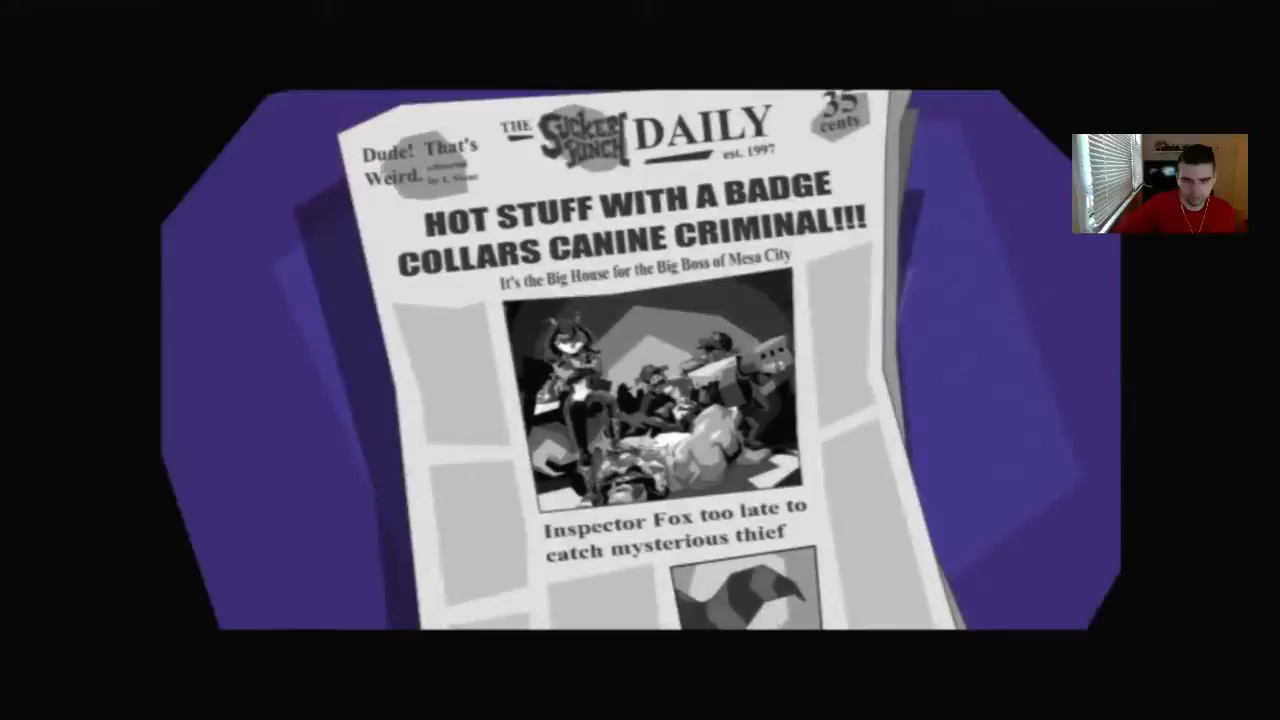 THE SUCKER PUNCH DAILY
est. 1997
35
cents
Dude! That's
Weird.
HOT STUFF WITH A BADGE
COLLARS CANINE CRIMINAL!!!
It's the Big House for the Big Boss of Mesa City
Inspector Fox too late to
catch mysterious thief